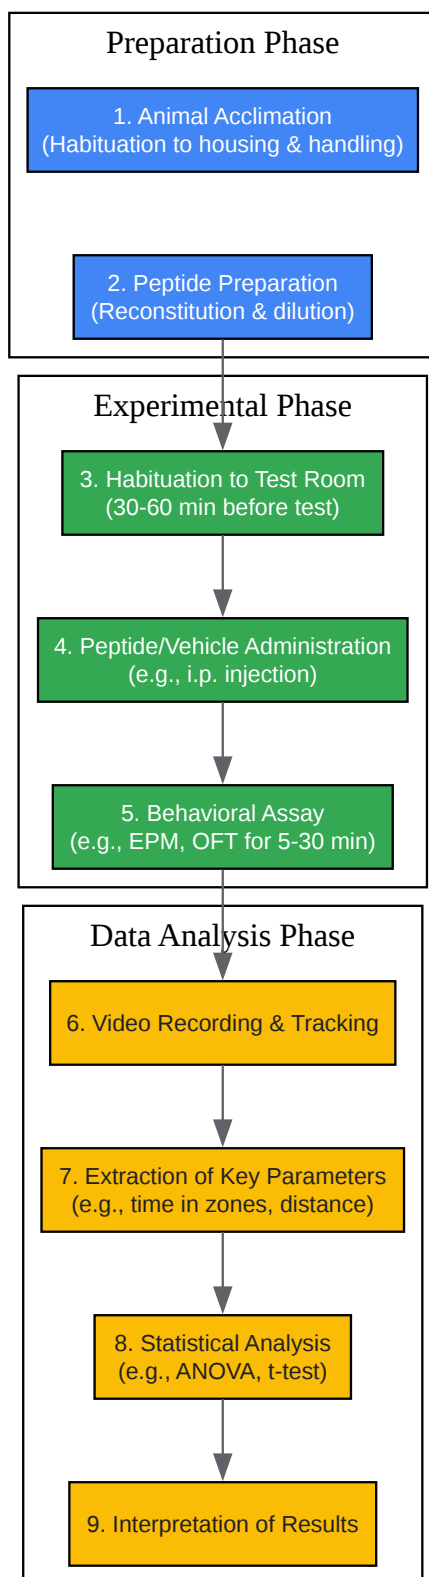 Preparation Phase
1. Animal Acclimation
(Habituation to housing & handling)
2. Peptide Preparation
(Reconstitution & dilution)
Experimental Phase
3. Habituation to Test Room
(30-60 min before test)
4. Peptide/Vehicle Administration
(e.g., i.p. injection)
5. Behavioral Assay
(e.g., EPM, OFT for 5-30 min)
Data Analysis Phase
6. Video Recording & Tracking
7. Extraction of Key Parameters
(e.g., time in zones, distance)
8. Statistical Analysis
(e.g., ANOVA, t-test)
9. Interpretation of Results